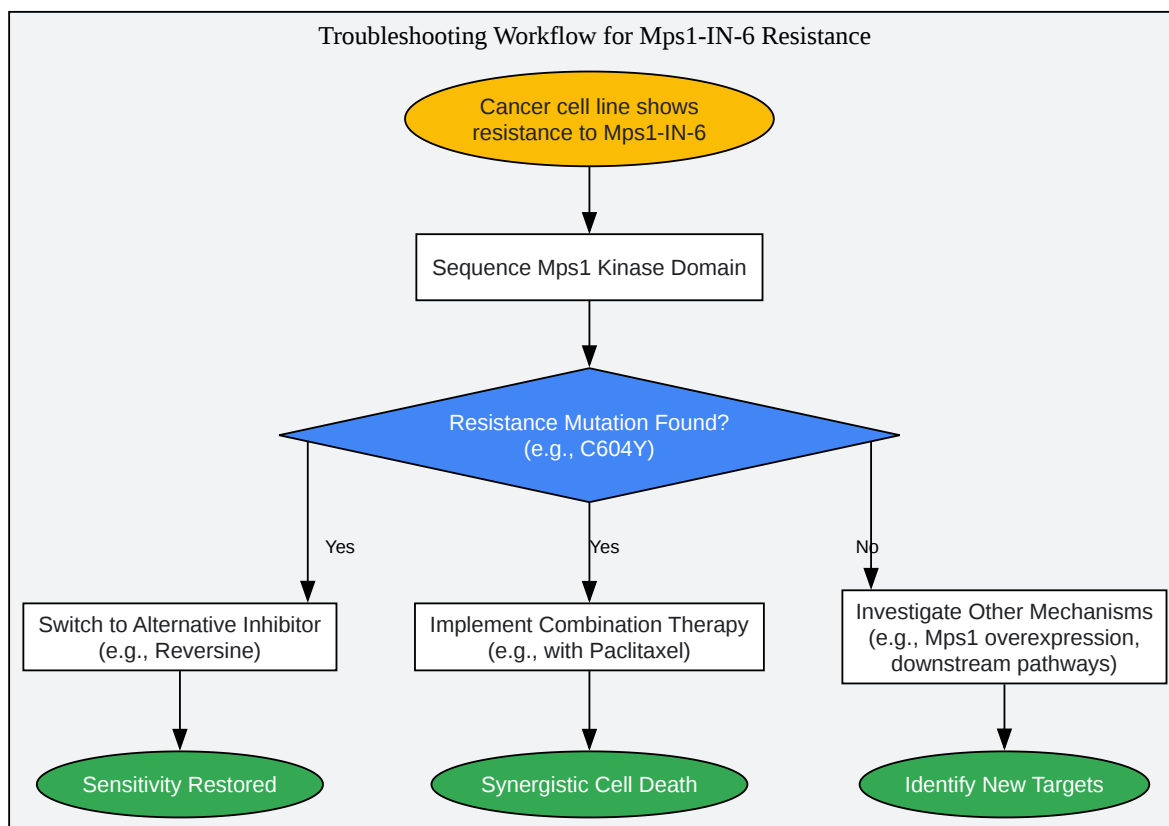 Troubleshooting Workflow for Mps1-IN-6 Resistance
Cancer cell line shows
resistance to Mps1-IN-6
Sequence Mps1 Kinase Domain
Resistance Mutation Found?
(e.g., C604Y)
Yes
Yes
No
Switch to Alternative Inhibitor
(e.g., Reversine)
Implement Combination Therapy
(e.g., with Paclitaxel)
Investigate Other Mechanisms
(e.g., Mps1 overexpression,
downstream pathways)
Sensitivity Restored
Synergistic Cell Death
Identify New Targets